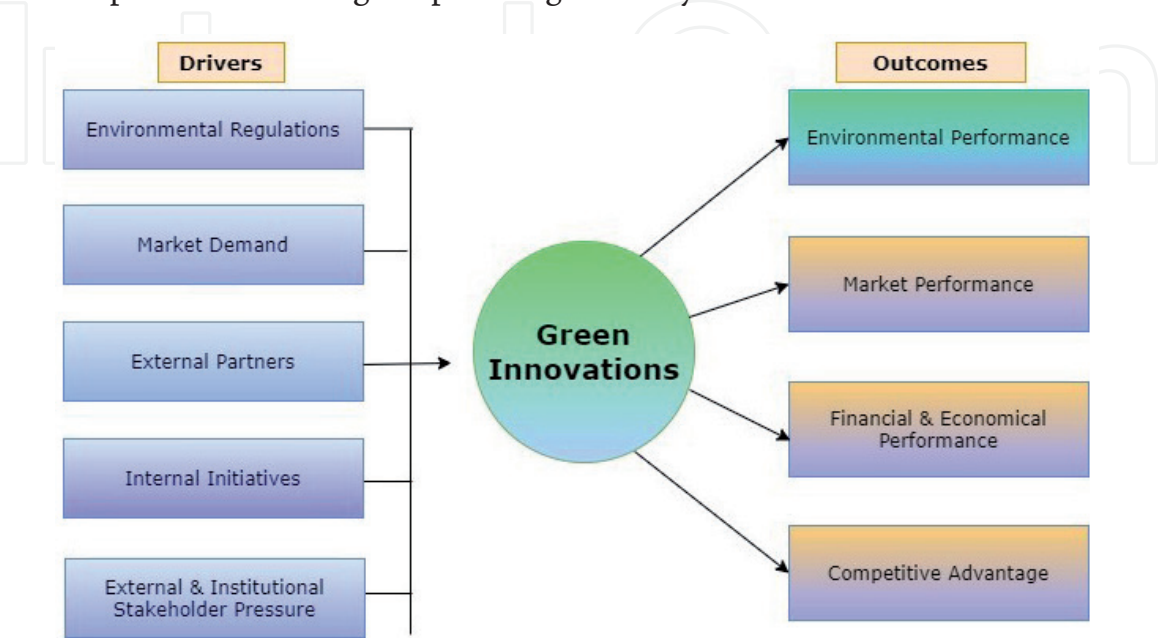 Drivers
Environmental Regulations
Market Demand
External Partners
Internal Initiatives
External & Institutional
Stakeholder Pressure
Green
Innovations
Outcomes
Environmental Performance
Market Performance
Financial & Economical
Performance
Competitive Advantage